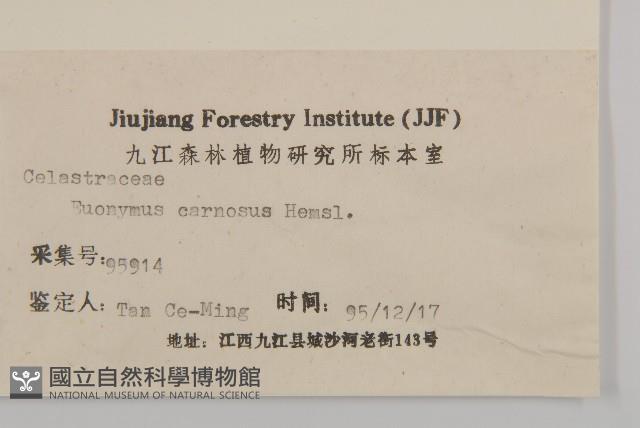 Jiujiang Forestry Institute (JJF)
九江森林植物研究所标本室
Celastraceae
Euonymus carnosus Hemsl.
采集号: 95914
鉴定人: Tan Ce-Ming 时间: 95/12/17
地址: 江西九江县城沙河老街143号
國立自然科學博物館
NATIONAL MUSEUM OF NATURAL SCIENCE